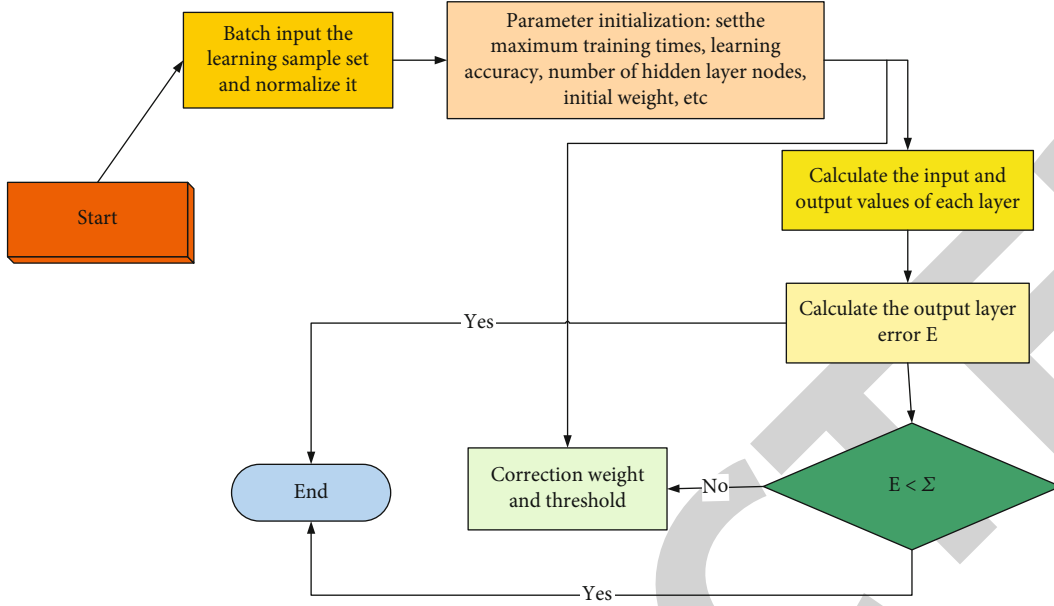 Start
Batch input the
learning sample set
and normalize it
Parameter initialization: setthe
maximum training times, learning
accuracy, number of hidden layer nodes,
initial weight, etc
Calculate the input and
output values of each layer
Calculate the output layer
error E
Yes
E < Σ
No
Correction weight
and threshold
End
Yes